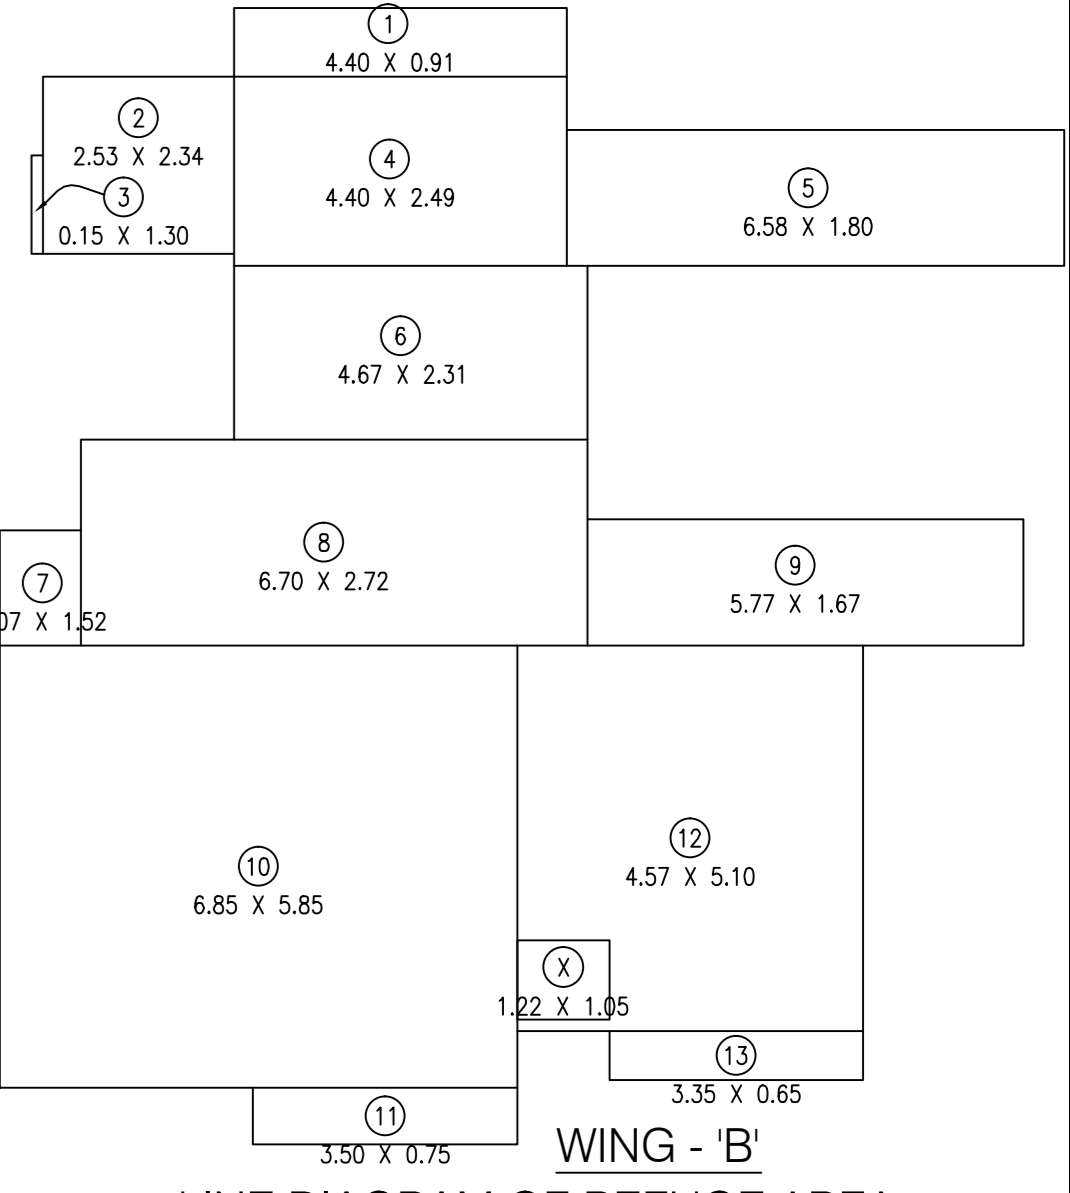 1
4.40 X 0.91
2
2.53 X 2.34
3
0.15 X 1.30
4
4.40 X 2.49
5
6.58 X 1.80
6
4.67 X 2.31
7
07 X 1.52
8
6.70 X 2.72
9
5.77 X 1.67
10
6.85 X 5.85
12
4.57 X 5.10
X
1.22 X 1.05
13
3.35 X 0.65
11
3.50 X 0.75
WING - 'B'